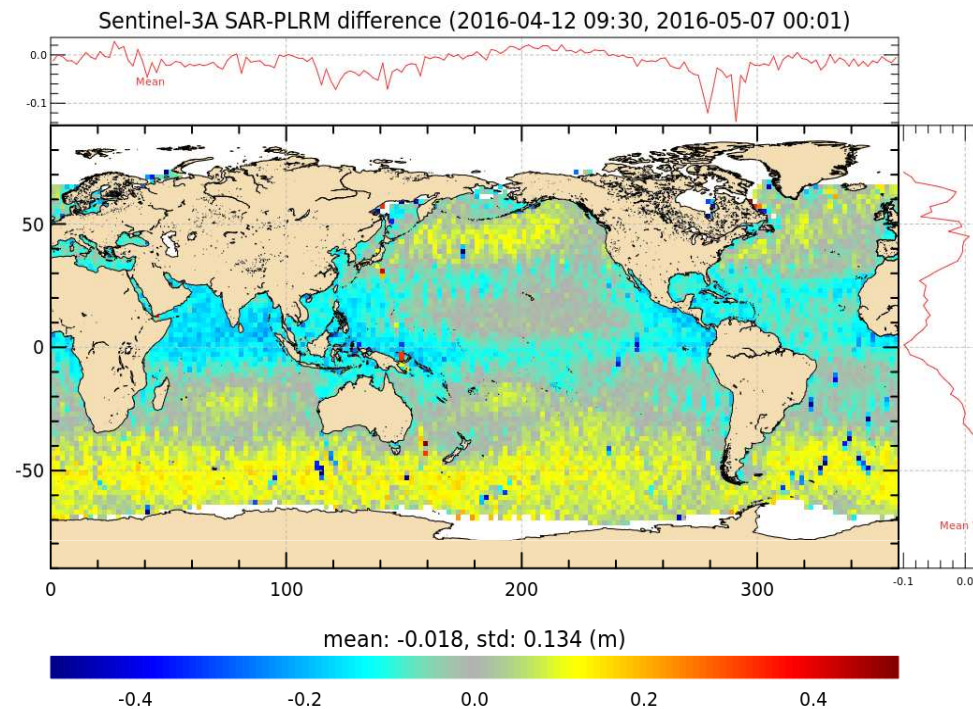 Sentinel-3A SAR-PLRM difference (2016-04-12 09:30, 2016-05-07 00:01)
0.0
Mean
-0.1
50
0
-50
Mean
-0.1 0.0
0 100 200 300
mean: -0.018, std: 0.134 (m)
-0.4 -0.2 0.0 0.2 0.4